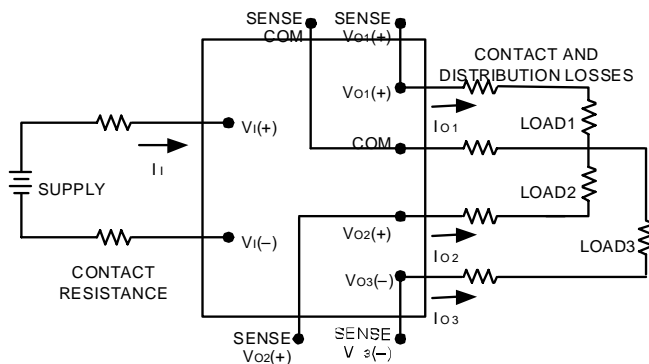 SENSE
COM
SENSE
VO1(+)
CONTACT AND
DISTRIBUTION LOSSES
VO1(+)
IO1
LOAD1
VI(+)
II
COM
SUPPLY
LOAD2
VI(–)
VO2(+)
IO2
LOAD3
CONTACT
RESISTANCE
VO3(–)
IO3
SENSE
VO2(+)
SENSE
V 3(–)